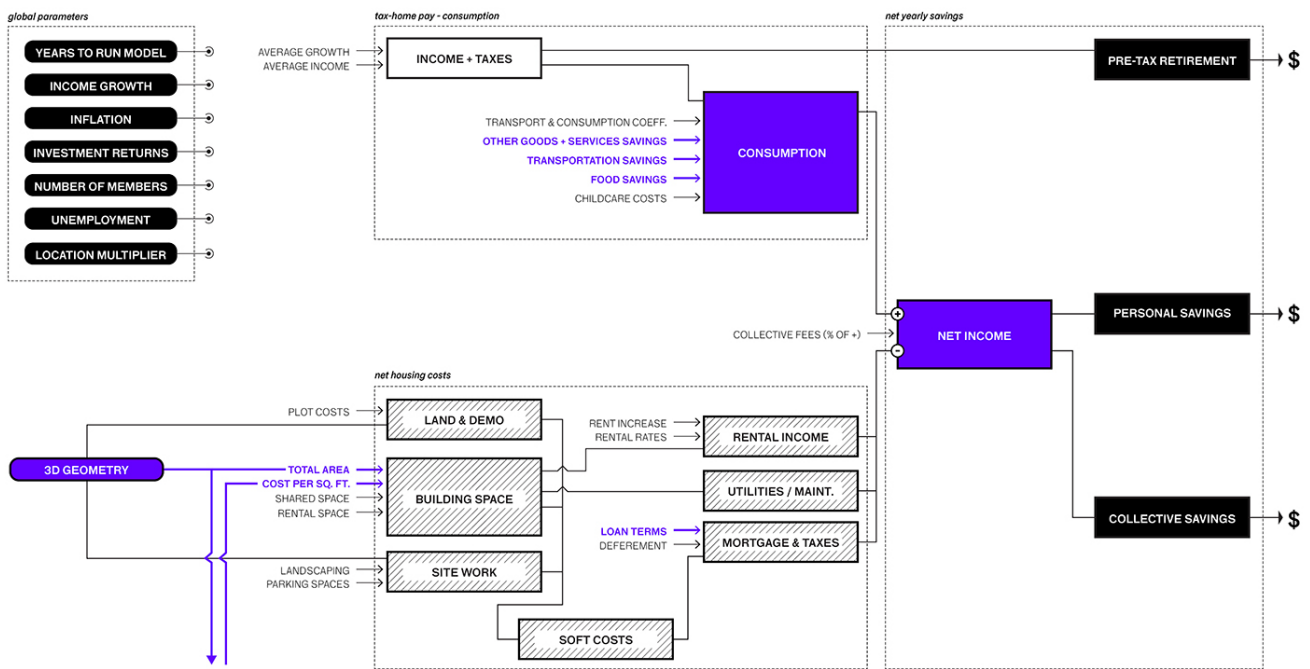 global parameters
YEARS TO RUN MODEL
INCOME GROWTH
INFLATION
INVESTMENT RETURNS
NUMBER OF MEMBERS
UNEMPLOYMENT
LOCATION MULTIPLIER
tax-home pay - consumption
AVERAGE GROWTH
AVERAGE INCOME
INCOME + TAXES
TRANSPORT & CONSUMPTION COEFF.
OTHER GOODS + SERVICES SAVINGS
TRANSPORTATION SAVINGS
FOOD SAVINGS
CHILDCARE COSTS
CONSUMPTION
net yearly savings
PRE-TAX RETIREMENT
$
PERSONAL SAVINGS
$
COLLECTIVE FEES (% OF +)
+
-
NET INCOME
COLLECTIVE SAVINGS
$
net housing costs
3D GEOMETRY
PLOT COSTS
LAND & DEMO
TOTAL AREA
COST PER SQ. FT.
SHARED SPACE
RENTAL SPACE
BUILDING SPACE
LANDSCAPING
PARKING SPACES
SITE WORK
SOFT COSTS
RENT INCREASE
RENTAL RATES
RENTAL INCOME
UTILITIES / MAINT.
LOAN TERMS
DEFEREMENT
MORTGAGE & TAXES